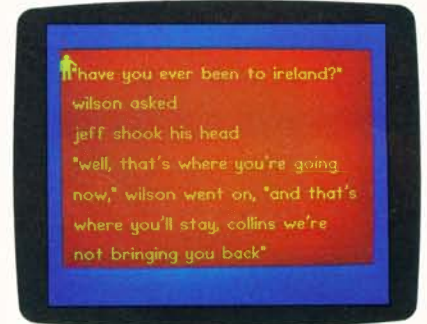 "have you ever been to ireland?"
wilson asked
jeff shook his head
"well, that's where you're going
now," wilson went on, "and that's
where you'll stay, collins we're
not bringing you back"